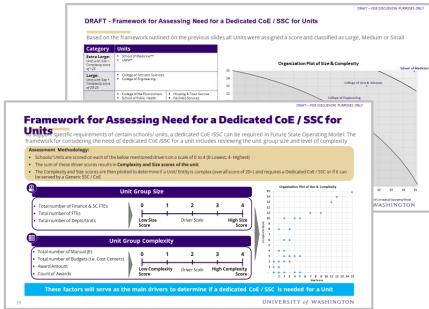 DRAFT - FOR DISCUSSION PURPOSES ONLY
DRAFT - Framework for Assessing Need for a Dedicated CoE / SSC for Units
Based on the framework outlined on the previous slides all Units were assigned a score and classified as Large, Medium or Small
Category Units
Extra Large:
School of Medicine**
UWM*
Large:
College of Arts and Sciences
College of Engineering
College of the Environment
School of Public Health
Housing & Food Services
Facilities Services
Organization Plot of Size & Complexity
School of Medicine
College of Arts & Sciences
College of Engineering
WASHINGTON
DRAFT - FOR DISCUSSION PURPOSES ONLY
Framework for Assessing Need for a Dedicated CoE / SSC for
Units
specific requirements of certain schools/ units, a dedicated CoE /SSC can be required in Future State Operating Model. The
framework for considering the need of dedicated CoE /SSC for a unit includes reviewing the unit group size and level of complexity
Assessment Methodology:
Schools/ Units are scored on each of the below mentioned drivers on a scale of 0 to 4 (0-Lowest, 4- Highest)
The sum of these driver scores results in Complexity and Size scores of the unit
The Complexity and Size scores are then plotted to determine if a Unit/ Entity is complex (overall score of 20+) and requires a Dedicated CoE / SSC or if it can
be served by a Generic SSC / CoE
Unit Group Size
Total number of Finance & SC FTEs
Total number of FTEs
Total number of Depts/Units
0 1 2 3 4
Low Size Score
Driver Scale
High Size Score
Unit Group Complexity
Total number of Manual JEs
Total number of Budgets (i.e. Cost Centers)
Award Amount
Count of Awards
0 1 2 3 4
Low Complexity Score
Driver Scale
High Complexity Score
Organization Plot of Size & Complexity
These factors will serve as the main drivers to determine if a dedicated CoE / SSC is needed for a Unit
UNIVERSITY of WASHINGTON